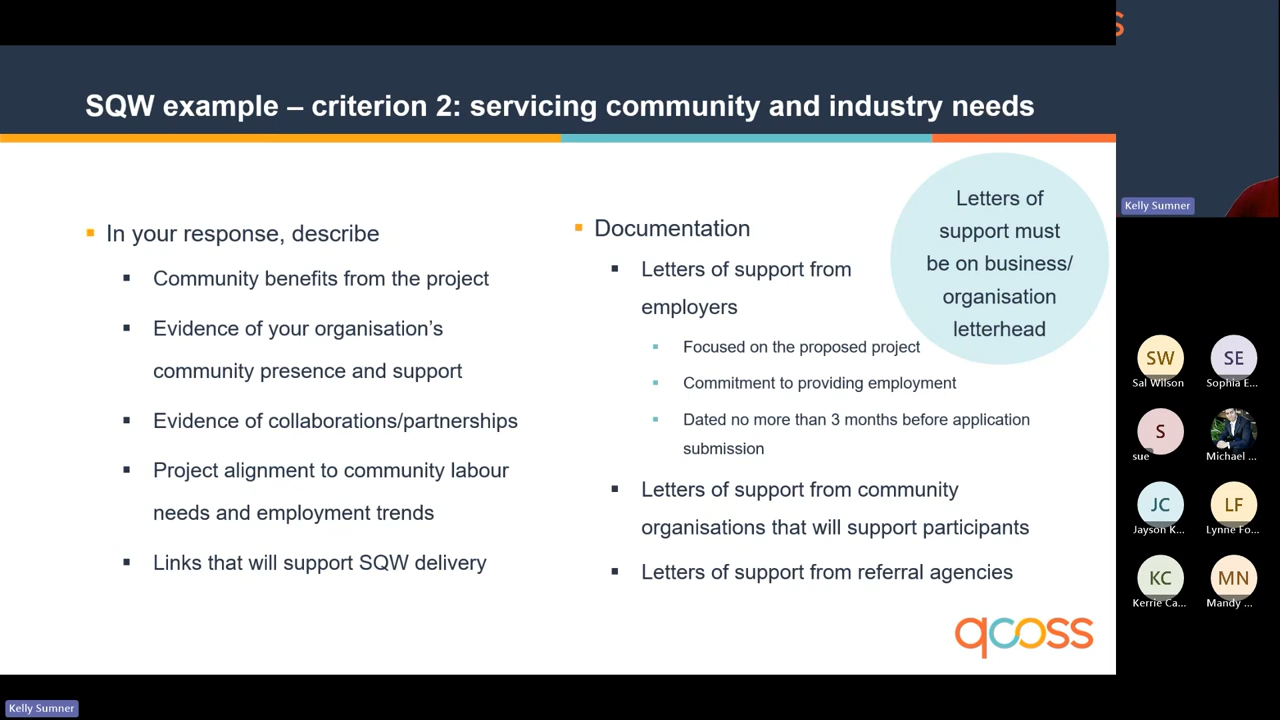 SQW example – criterion 2: servicing community and industry needs
In your response, describe
Community benefits from the project
Evidence of your organisation's
community presence and support
Evidence of collaborations/partnerships
Project alignment to community labour
needs and employment trends
Links that will support SQW delivery
Documentation
Letters of support from
employers
Focused on the proposed project
Commitment to providing employment
Dated no more than 3 months before application
submission
Letters of support from community
organisations that will support participants
Letters of support from referral agencies
Letters of
support must
be on business/
organisation
letterhead
qcoss
Kelly Sumner
SW
Sal Wilson
SE
Sophia E...
S
sue
Michael ...
JC
Jayson K...
LF
Lynne Fo...
KC
Kerrie Ca...
MN
Mandy ...
Kelly Sumner